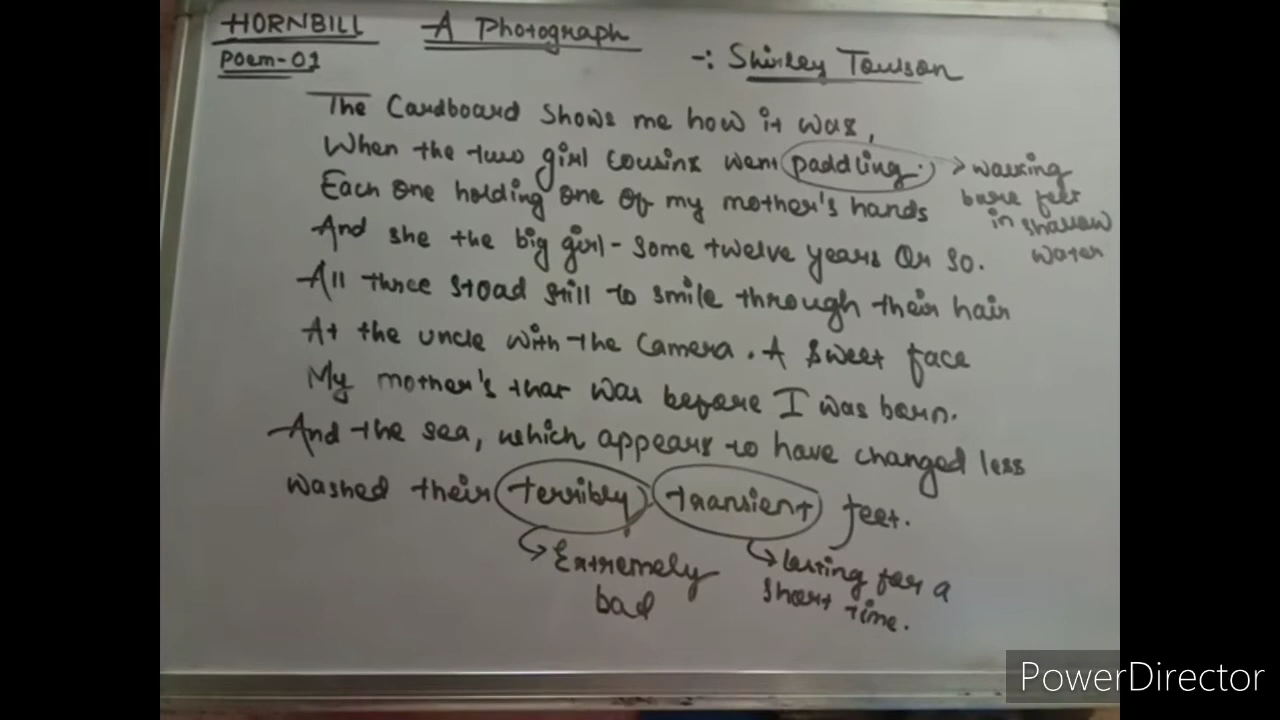 HORNBILL A Photograph
Poem-01 -: Shirley Toulson
The Cardboard shows me how it was,
When the two girl cousins went paddling. → walking
bare feet
in shallow
water
Each one holding one of my mother's hands
And she the big girl - some twelve years or so.
All three stood still to smile through their hair
At the uncle with the camera. A sweet face
My mother's that was before I was born.
And the sea, which appears to have changed less
washed their terribly transient feet.
→ Extremely
bad
→ lasting for a
short time.
PowerDirector